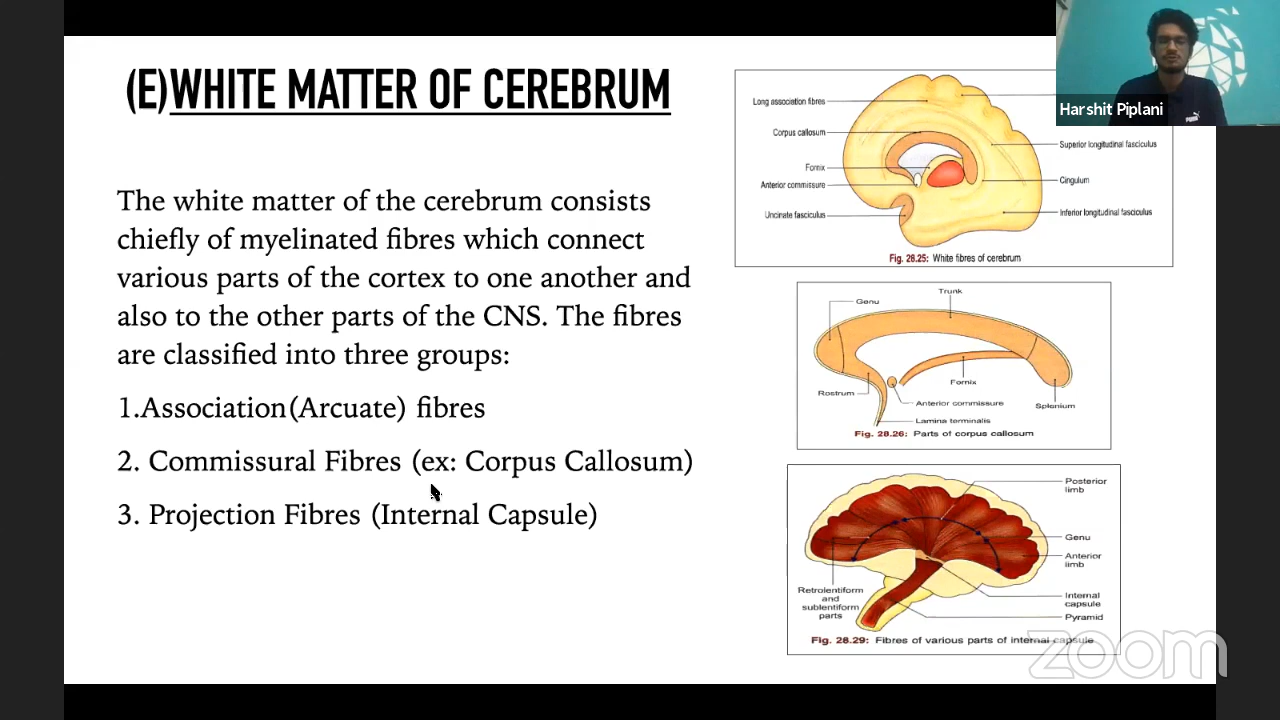 (E)WHITE MATTER OF CEREBRUM
The white matter of the cerebrum consists
chiefly of myelinated fibres which connect
various parts of the cortex to one another and
also to the other parts of the CNS. The fibres
are classified into three groups:
1.Association(Arcuate) fibres
2. Commissural Fibres (ex: Corpus Callosum)
3. Projection Fibres (Internal Capsule)
Harshit Piplani
Long association fibres
Corpus callosum
Fornix
Anterior commissure
Uncinate fasciculus
Superior longitudinal fasciculus
Cingulum
Inferior longitudinal fasciculus
Fig. 28.25: White fibres of cerebrum
Trunk
Genu
Rostrum
Fornix
Anterior commissure
Splenium
Lamina terminalis
Fig. 28.26: Parts of corpus callosum
Posterior
limb
Genu
Anterior
limb
Retrolentiform
and
sublentiform
parts
Internal
capsule
Pyramid
Fig. 28.29: Fibres of various parts of internal capsule
zoom